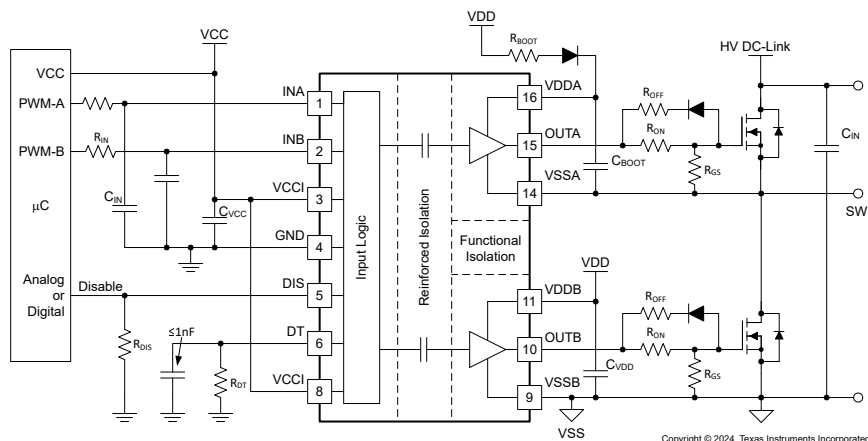 VDD
RBOOT
HV DC-Link
VCC
VCC
PWM-A
PWM-B
RIN
CIN
CVCC
µC
Analog
or
Digital
Disable
RDIS
≤1nF
RDT
INA
1
INB
2
VCCI
3
GND
4
DIS
5
DT
6
VCCI
8
Input Logic
Reinforced Isolation
Functional
Isolation
VDDA
16
OUTA
15
VSSA
14
VDDB
11
OUTB
10
VSSB
9
CBOOT
ROFF
RON
RGS
CIN
SW
VDD
CVDD
ROFF
RON
RGS
VSS
Copyright © 2024, Texas Instruments Incorporated